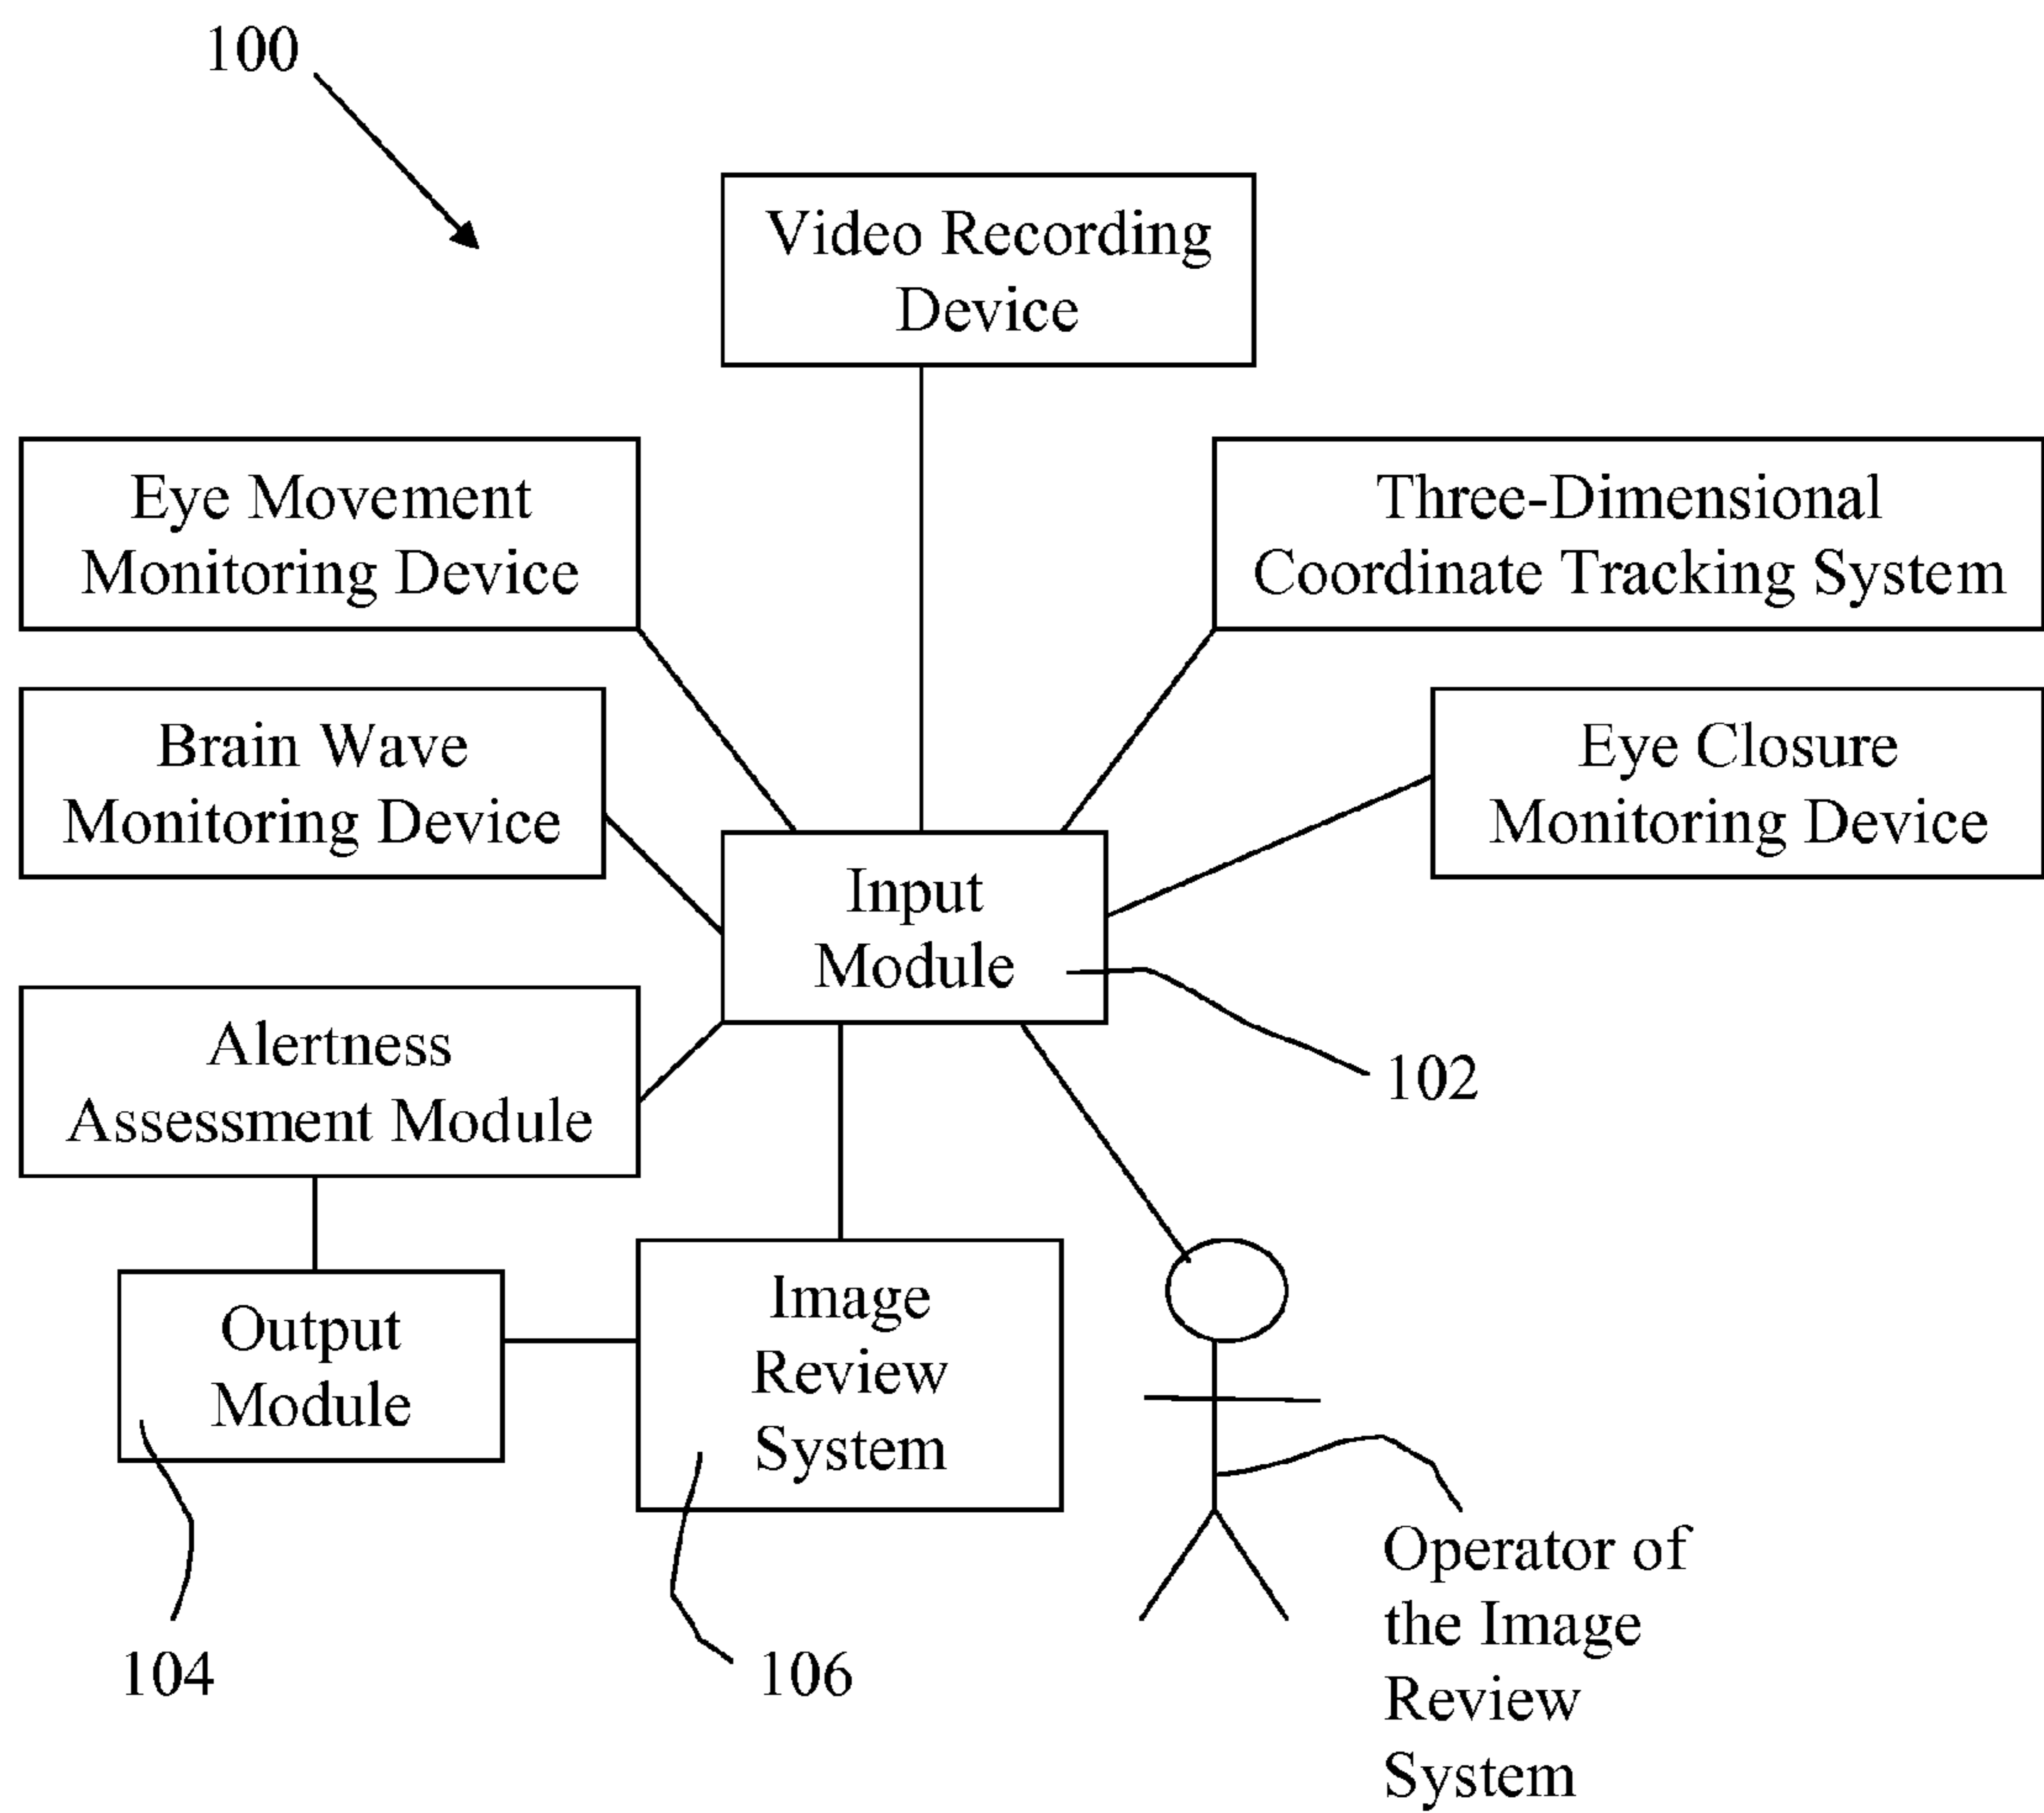 100
Video Recording
Device
Eye Movement
Monitoring Device
Three-Dimensional
Coordinate Tracking System
Brain Wave
Monitoring Device
Eye Closure
Monitoring Device
Input
Module
102
Alertness
Assessment Module
Output
Module
104
Image
Review
System
106
Operator of
the Image
Review
System